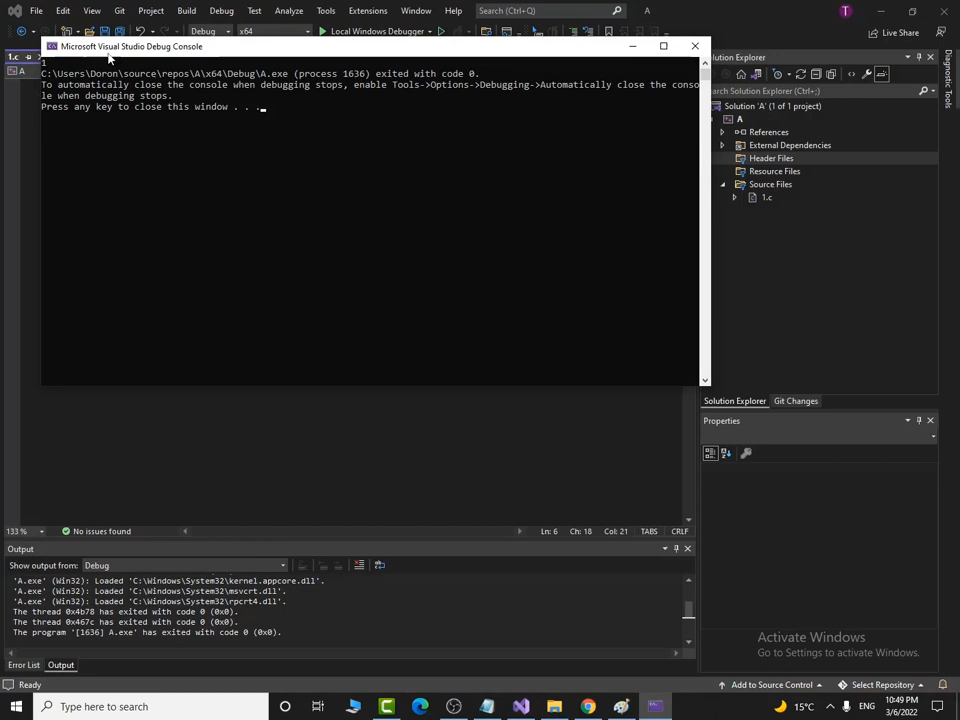 File Edit View Git Project Build Debug Test Analyze Tools Extensions Window Help Search (Ctrl+Q) A T
Debug x64 Local Windows Debugger Live Share
1.c
A
Microsoft Visual Studio Debug Console
1
C:\Users\Doron\source\repos\A\x64\Debug\A.exe (process 1636) exited with code 0.
To automatically close the console when debugging stops, enable Tools->Options->Debugging->Automatically close the conso
le when debugging stops.
Press any key to close this window . . .
Solution Explorer
Search Solution Explorer (Ctrl+;)
Solution 'A' (1 of 1 project)
A
References
External Dependencies
Header Files
Resource Files
Source Files
1.c
Diagnostic Tools
Solution Explorer Git Changes
Properties
133 % No issues found Ln: 6 Ch: 18 Col: 21 TABS CRLF
Output
Show output from: Debug
'A.exe' (Win32): Loaded 'C:\Windows\System32\kernel.appcore.dll'.
'A.exe' (Win32): Loaded 'C:\Windows\System32\msvcrt.dll'.
'A.exe' (Win32): Loaded 'C:\Windows\System32\rpcrt4.dll'.
The thread 0x4b78 has exited with code 0 (0x0).
The thread 0x467c has exited with code 0 (0x0).
The program '[1636] A.exe' has exited with code 0 (0x0).
Error List Output
Activate Windows
Go to Settings to activate Windows.
Ready Add to Source Control Select Repository
Type here to search 15°C ENG 10:49 PM
3/6/2022